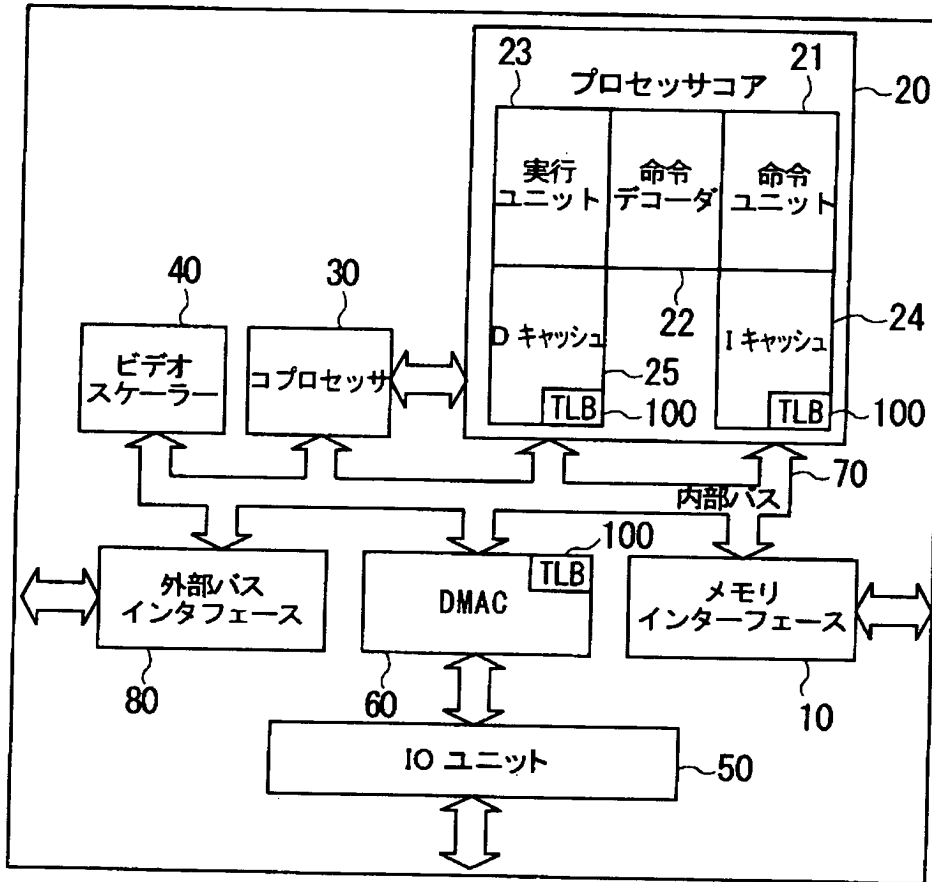 23
21
プロセッサコア
20
実行
ユニット
命令
デコーダ
命令
ユニット
40
30
22
24
ビデオ
スケーラー
コプロセッサ
D キャッシュ
I キャッシュ
25
TLB
100
TLB
100
70
内部バス
100
外部バス
インタフェース
TLB
DMAC
メモリ
インターフェース
80
60
10
IO ユニット
50